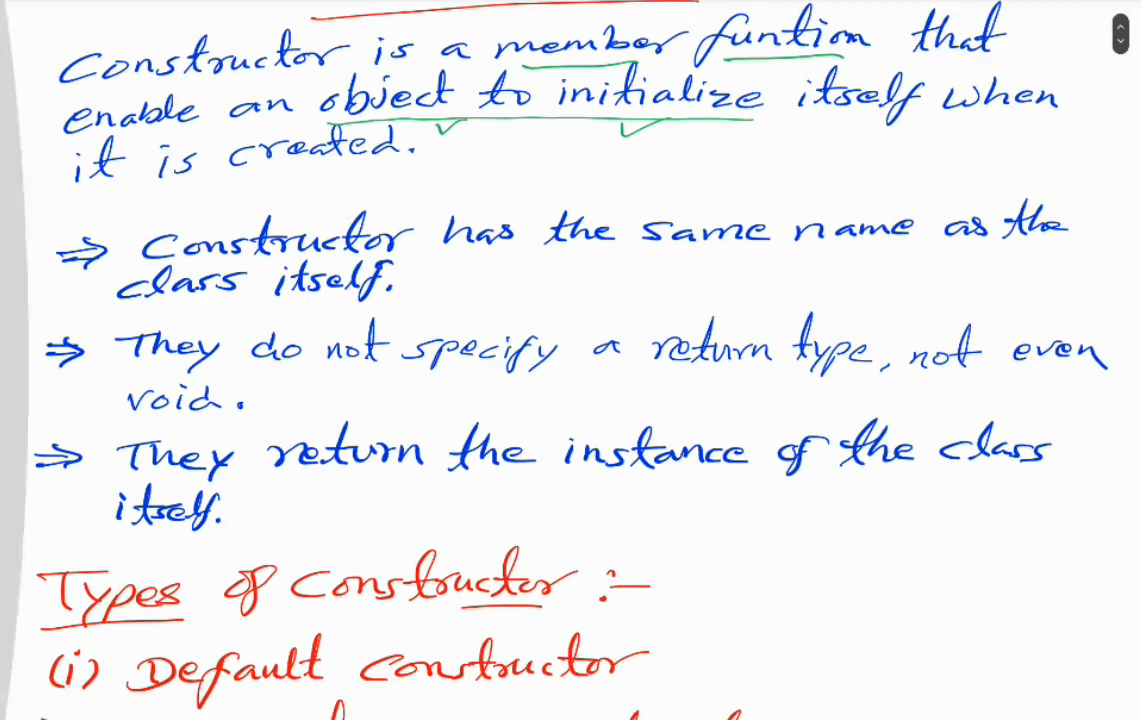 Constructor is a member funtion that
enable an object to initialize itself when
it is created.
⇒ Constructor has the same name as the
class itself.
⇒ They do not specify a return type, not even
void.
⇒ They return the instance of the class
itself.
Types of Constructor :-
(i) Default Constructor